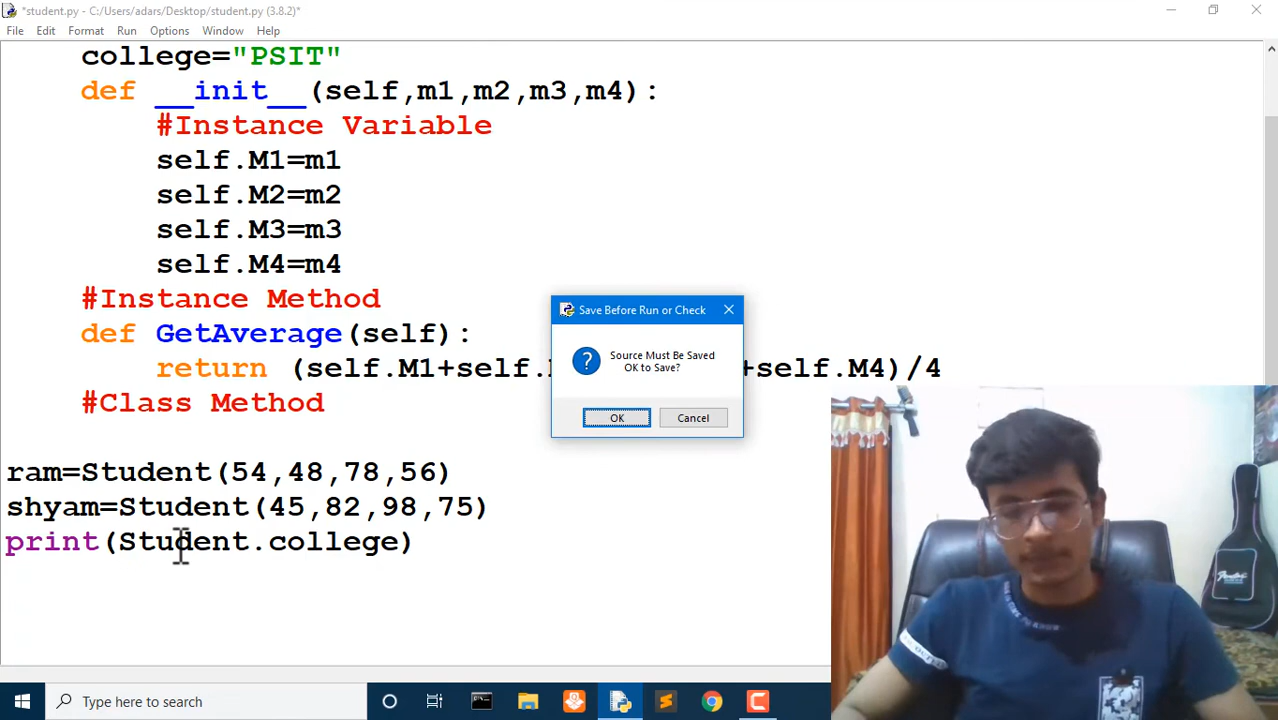 *student.py - C:/Users/adars/Desktop/student.py (3.8.2)*
File Edit Format Run Options Window Help
college="PSIT"
def __init__(self,m1,m2,m3,m4):
#Instance Variable
self.M1=m1
self.M2=m2
self.M3=m3
self.M4=m4
#Instance Method
def GetAverage(self):
return (self.M1+self. +self.M4)/4
#Class Method
ram=Student(54,48,78,56)
shyam=Student(45,82,98,75)
print(Student.college)
Save Before Run or Check
Source Must Be Saved
OK to Save?
OK Cancel
Type here to search